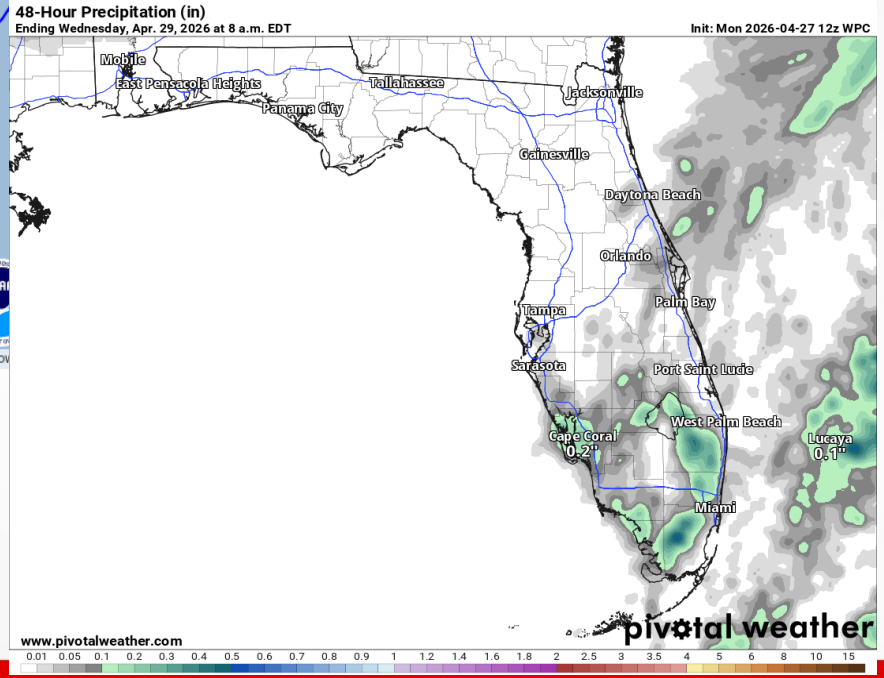 48-Hour Precipitation (in)
Ending Wednesday, Apr. 29, 2026 at 8 a.m. EDT
Init: Mon 2026-04-27 12z WPC
Mobile
East Pensacola Heights
Tallahassee
Jacksonville
Panama City
Gainesville
Daytona Beach
Orlando
Palm Bay
Tampa
Sarasota
Port Saint Lucie
West Palm Beach
Cape Coral
0.2"
Lucaya
0.1"
Miami
pivotal weather
www.pivotalweather.com
0.01 0.05 0.1 0.2 0.3 0.4 0.5 0.6 0.7 0.8 0.9 1 1.2 1.4 1.6 1.8 2 2.5 3 3.5 4 5 6 8 10 15